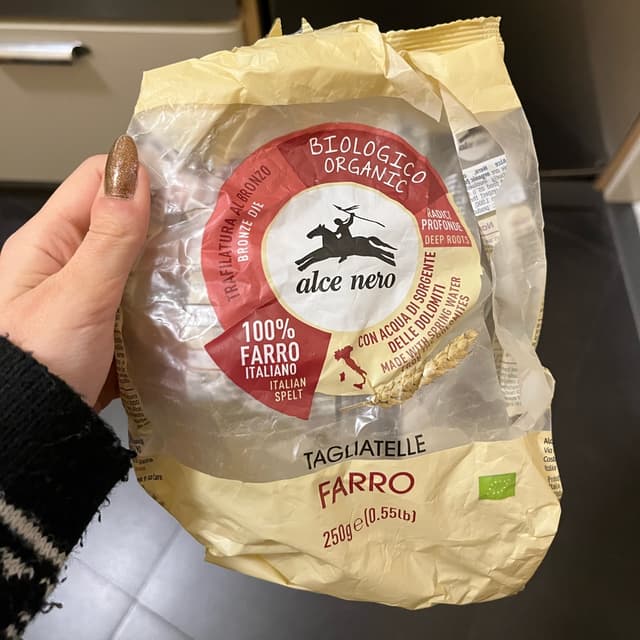 BIOLOGICO
ORGANIC
TRAFILATURA AL BRONZO
BRONZE DIE
RADICI
PROFONDE
DEEP ROOTS
alce nero
100%
FARRO
ITALIANO
ITALIAN
SPELT
CON ACQUA DI SORGENTE
DELLE DOLOMITI
MADE WITH SPRING WATER
TAGLIATELLE
FARRO
250g e (0.55lb)